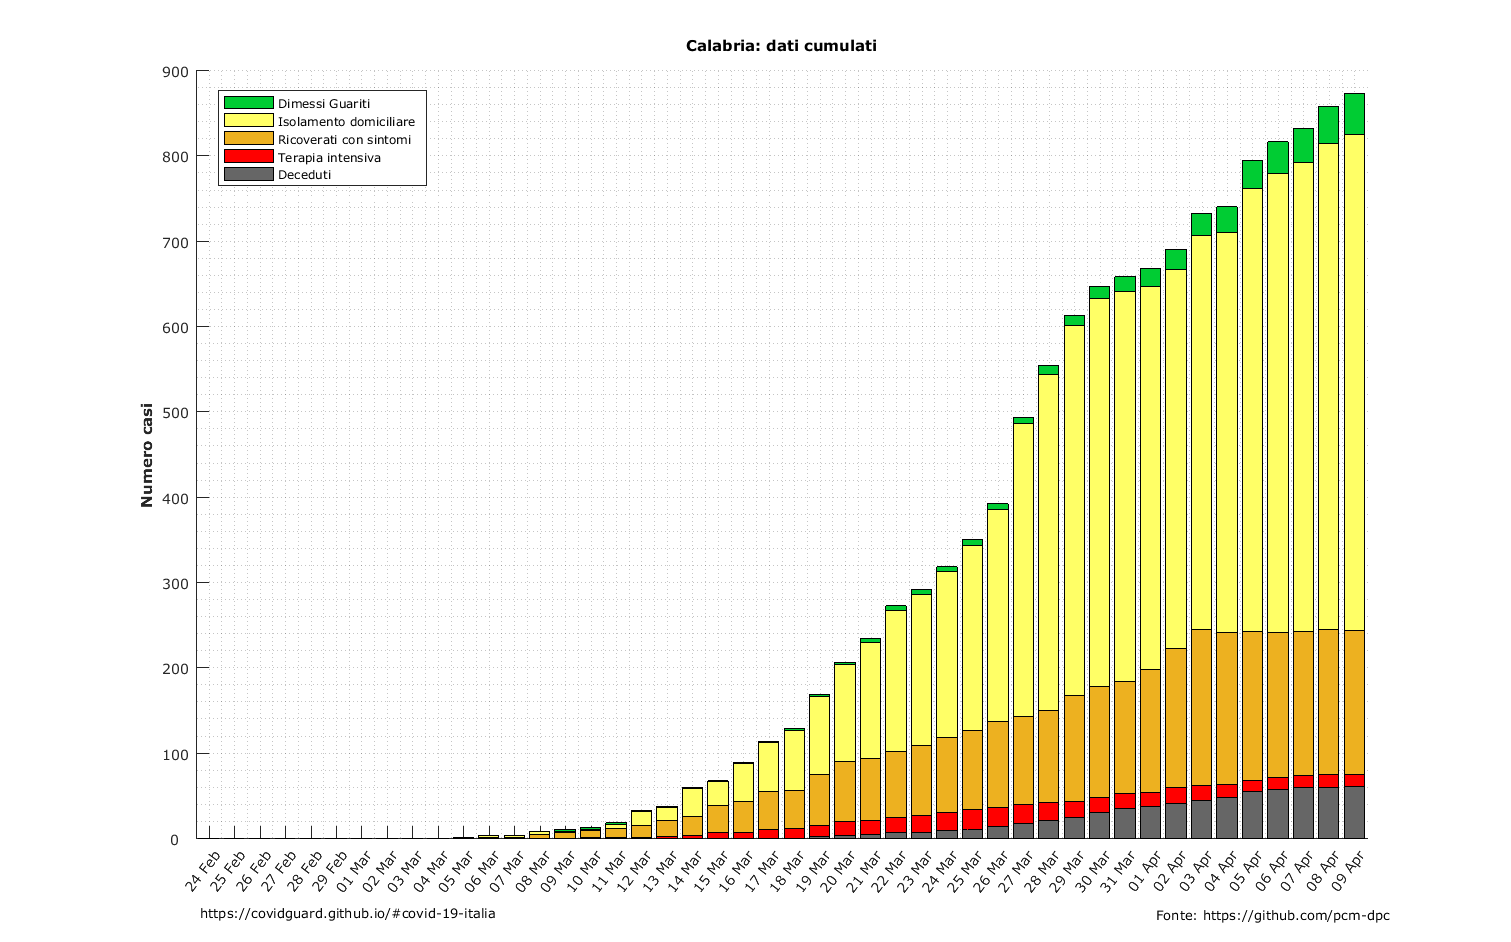 Calabria: dati cumulati
900
800
700
600
500
400
300
200
100
0
Numero casi
Dimessi Guariti
Isolamento domiciliare
Ricoverati con sintomi
Terapia intensiva
Deceduti
24 Feb
25 Feb
26 Feb
27 Feb
28 Feb
29 Feb
01 Mar
02 Mar
03 Mar
04 Mar
05 Mar
06 Mar
07 Mar
08 Mar
09 Mar
10 Mar
11 Mar
12 Mar
13 Mar
14 Mar
15 Mar
16 Mar
17 Mar
18 Mar
19 Mar
20 Mar
21 Mar
22 Mar
23 Mar
24 Mar
25 Mar
26 Mar
27 Mar
28 Mar
29 Mar
30 Mar
31 Mar
01 Apr
02 Apr
03 Apr
04 Apr
05 Apr
06 Apr
07 Apr
08 Apr
09 Apr
https://covidguard.github.io/#covid-19-italia
Fonte: https://github.com/pcm-dpc